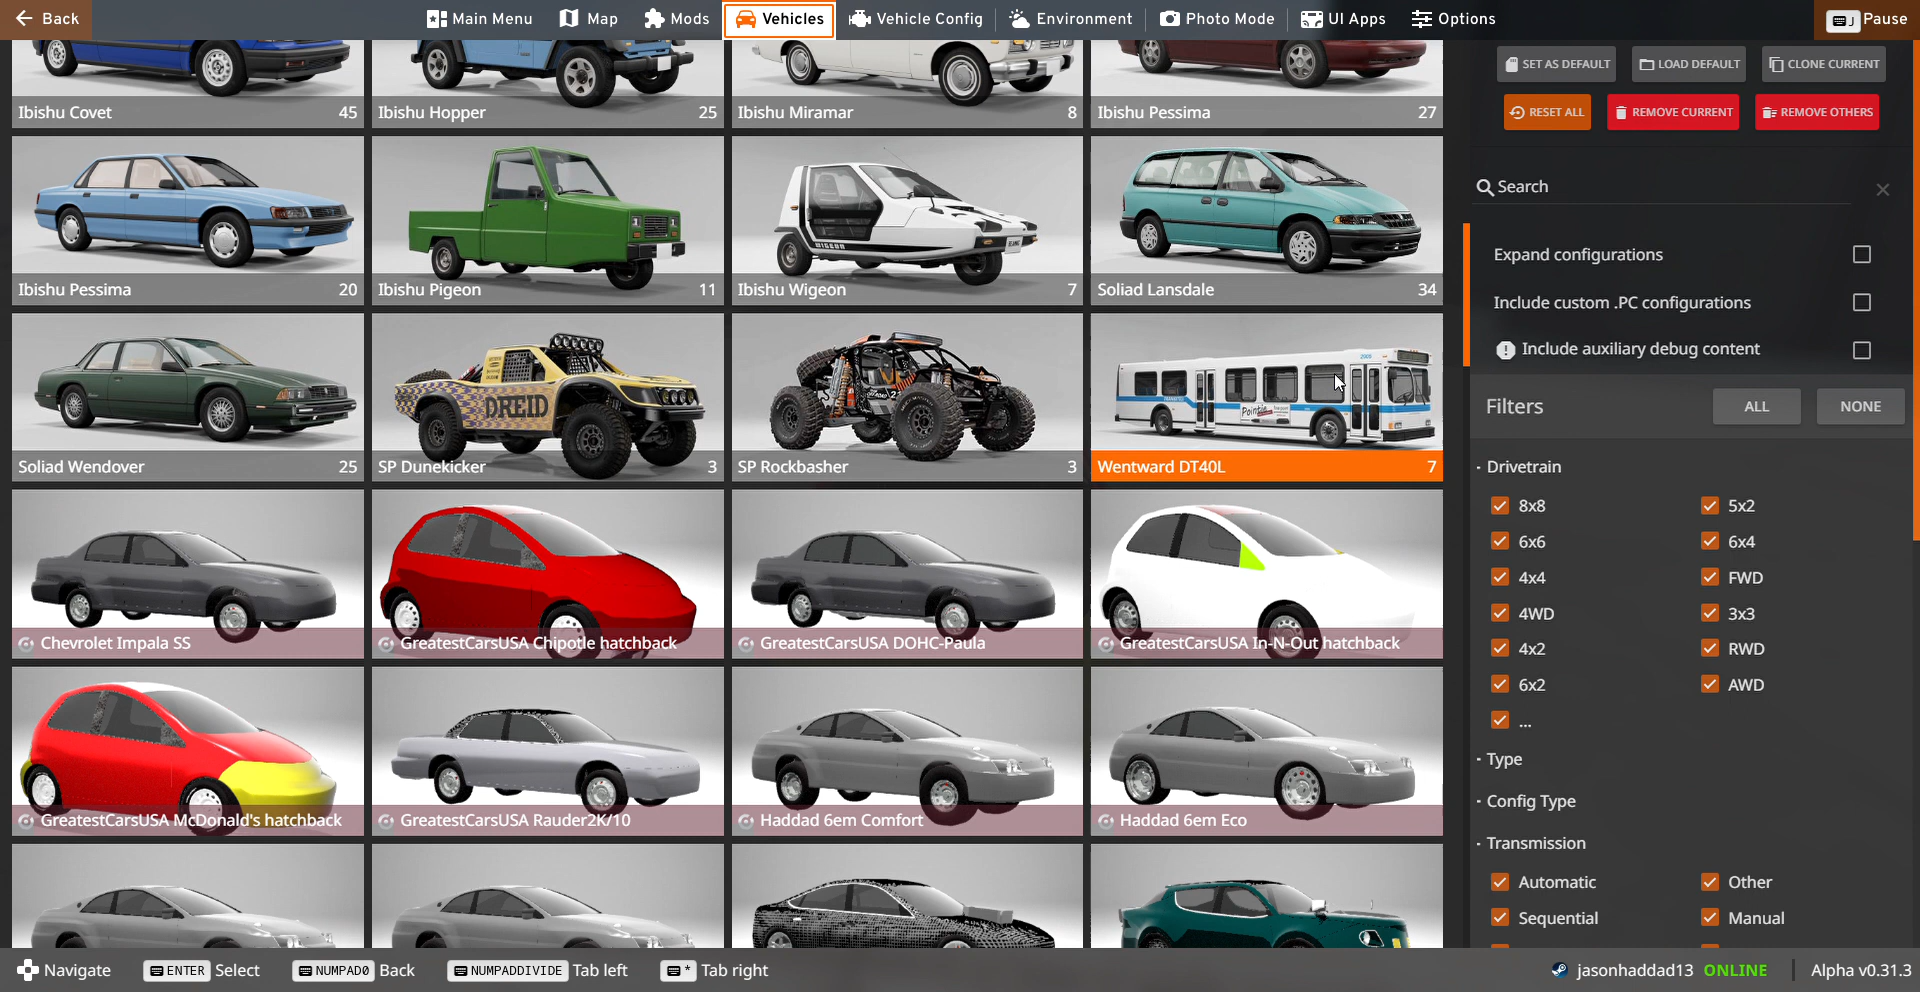 Back
Main Menu
Map
Mods
Vehicles
Vehicle Config
Environment
Photo Mode
UI Apps
Options
J Pause
Ibishu Covet 45
Ibishu Hopper 25
Ibishu Miramar 8
Ibishu Pessima 27
Ibishu Pessima 20
Ibishu Pigeon 11
Ibishu Wigeon 7
Soliad Lansdale 34
Soliad Wendover 25
DREID
SP Dunekicker 3
SP Rockbasher 3
Wentward DT40L 7
Chevrolet Impala SS
GreatestCarsUSA Chipotle hatchback
GreatestCarsUSA DOHC-Paula
GreatestCarsUSA In-N-Out hatchback
GreatestCarsUSA McDonald's hatchback
GreatestCarsUSA Rauder2K/10
Haddad 6em Comfort
Haddad 6em Eco
SET AS DEFAULT
LOAD DEFAULT
CLONE CURRENT
RESET ALL
REMOVE CURRENT
REMOVE OTHERS
Search
Expand configurations
Include custom .PC configurations
Include auxiliary debug content
Filters
ALL
NONE
- Drivetrain
8x8
5x2
6x6
6x4
4x4
FWD
4WD
3x3
4x2
RWD
6x2
AWD
...
- Type
- Config Type
- Transmission
Automatic
Other
Sequential
Manual
Navigate
ENTER Select
NUMPAD0 Back
NUMPADDIVIDE Tab left
* Tab right
jasonhaddad13 ONLINE
Alpha v0.31.3